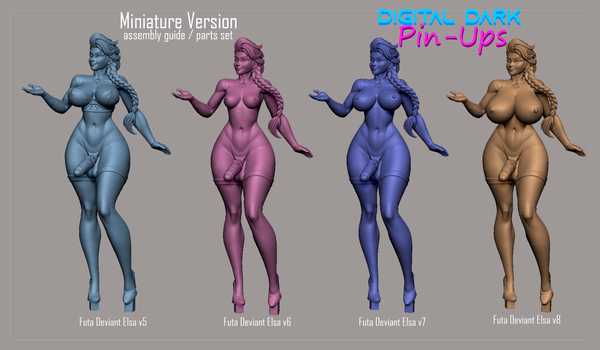 Miniature Version
assembly guide / parts set
DIGITAL DARK
Pin-Ups
Futa Deviant Elsa v5
Futa Deviant Elsa v6
Futa Deviant Elsa v7
Futa Deviant Elsa v8